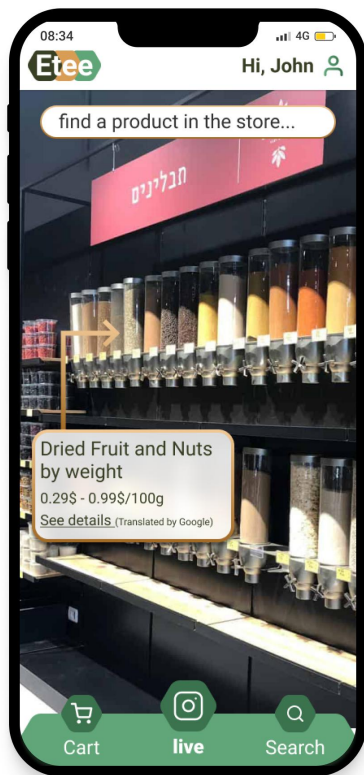 08:34
4G
Etee
Hi, John
find a product in the store...
תבלינים
Dried Fruit and Nuts
by weight
0.29$ - 0.99$/100g
See details (Translated by Google)
Cart
live
Search